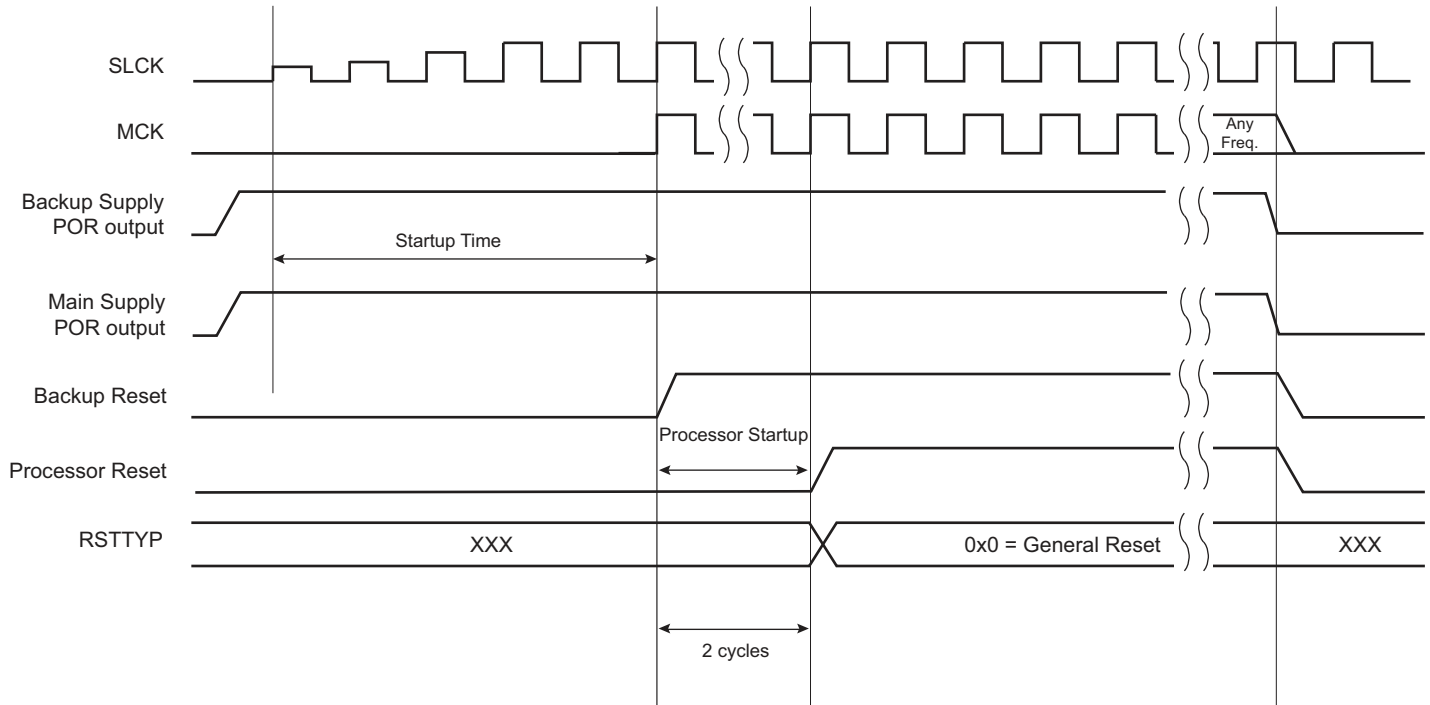 SLCK
MCK
Any
Freq.
Backup Supply
POR output
Startup Time
Main Supply
POR output
Backup Reset
Processor Startup
Processor Reset
RSTTYP
XXX
0x0 = General Reset
XXX
2 cycles